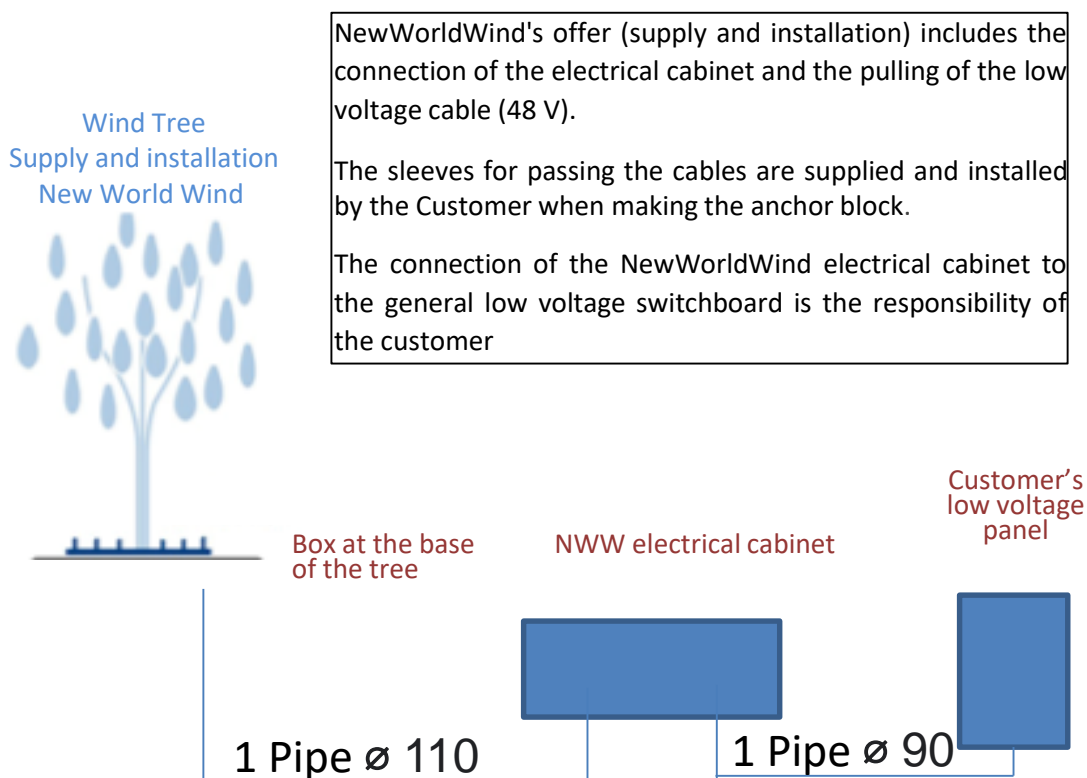 NewWorldWind's offer (supply and installation) includes the
connection of the electrical cabinet and the pulling of the low
voltage cable (48 V).
The sleeves for passing the cables are supplied and installed
by the Customer when making the anchor block.
The connection of the NewWorldWind electrical cabinet to
the general low voltage switchboard is the responsibility of
the customer
Wind Tree
Supply and installation
New World Wind
Box at the base
of the tree
NWW electrical cabinet
Customer’s
low voltage
panel
1 Pipe ⌀ 110
1 Pipe ⌀ 90